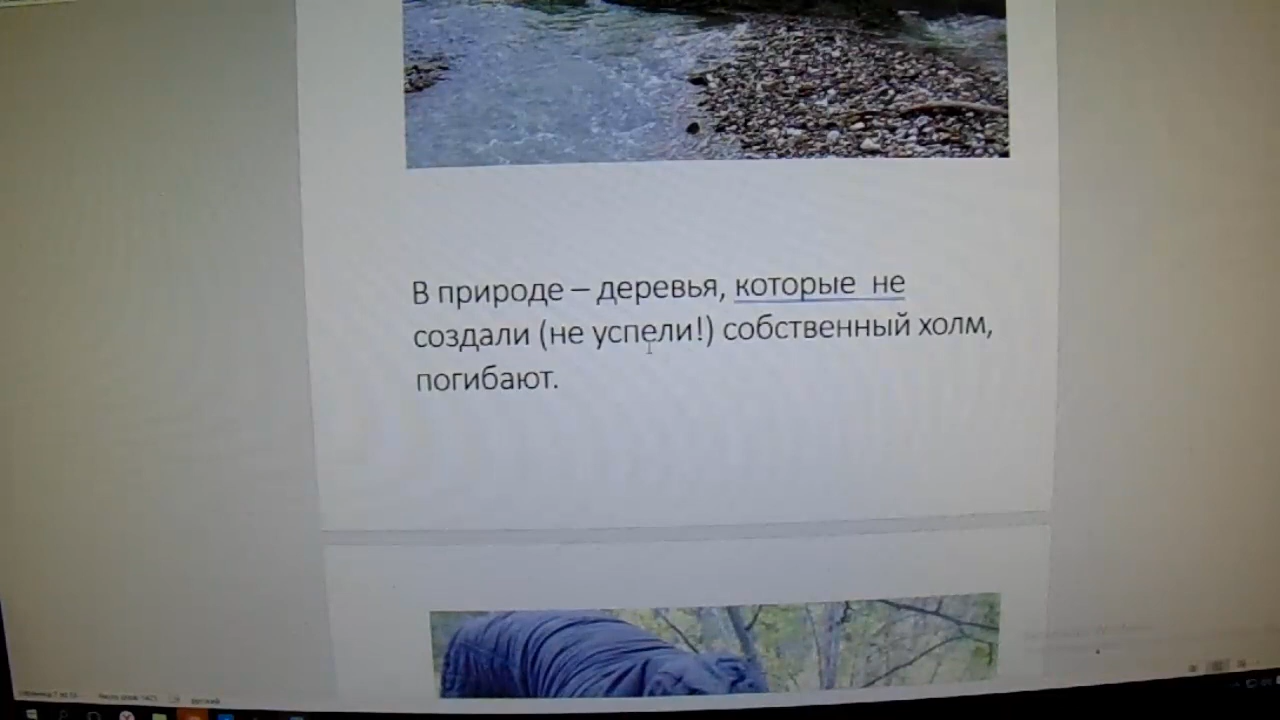 В природе – деревья, которые не
создали (не успели!) собственный холм,
погибают.